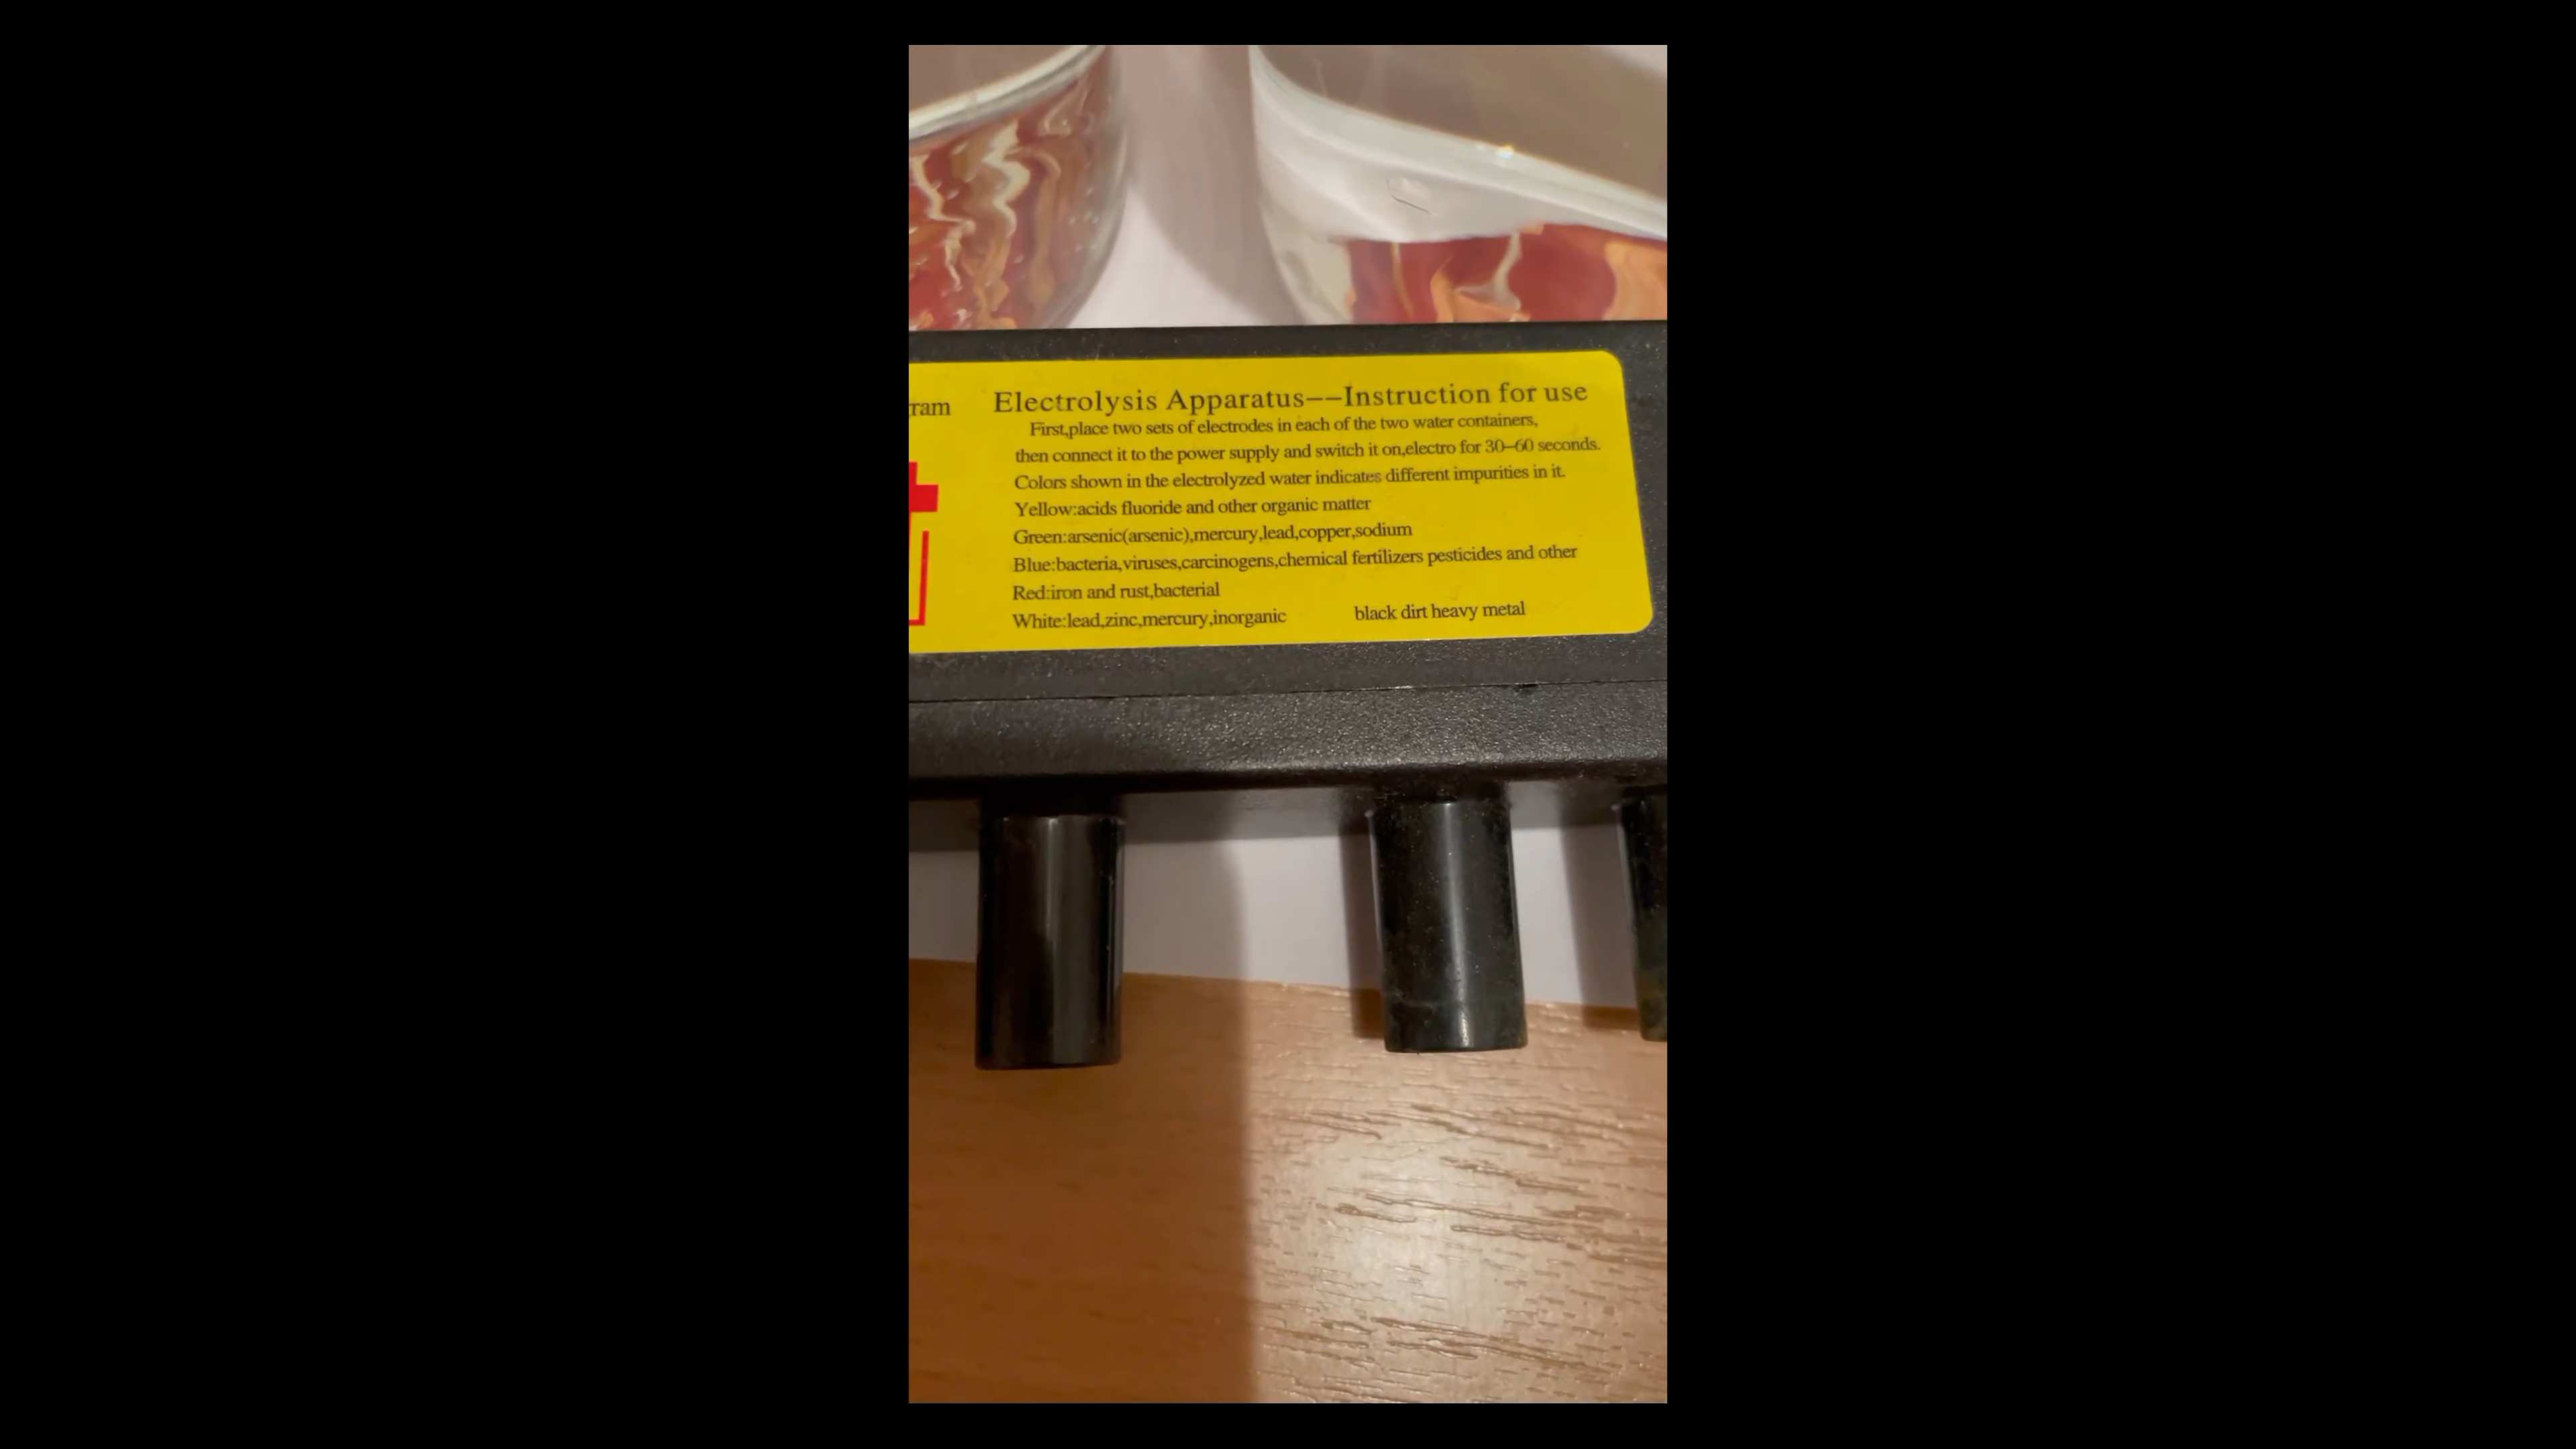 Electrolysis Apparatus——Instruction for use
First,place two sets of electrodes in each of the two water containers,
then connect it to the power supply and switch it on,electro for 30—60 seconds.
Colors shown in the electrolyzed water indicates different impurities in it.
Yellow:acids fluoride and other organic matter
Green:arsenic(arsenic),mercury,lead,copper,sodium
Blue:bacteria,viruses,carcinogens,chemical fertilizers pesticides and other
Red:iron and rust,bacterial
White:lead,zinc,mercury,inorganic black dirt heavy metal